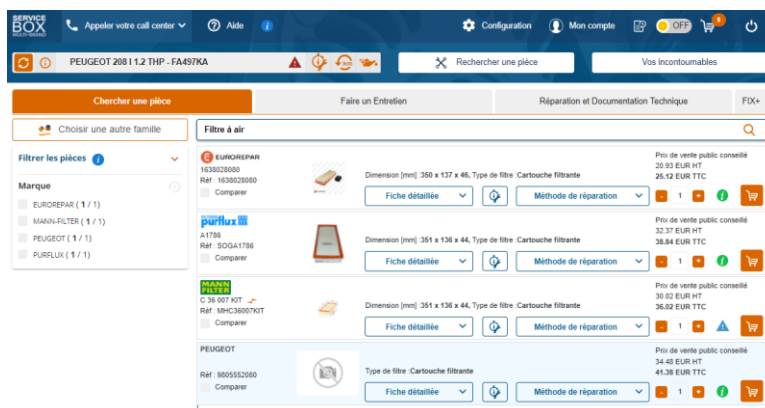 SERVICE
BOX
MULTI-BRAND
Appeler votre call center
Aide
Configuration
Mon compte
OFF
0
PEUGEOT 208 I 1.2 THP - FA497KA
km
Rechercher une pièce
Vos incontournables
Chercher une pièce
Faire un Entretien
Réparation et Documentation Technique
FIX+
Choisir une autre famille
Filtre à air
Filtrer les pièces
Marque
EUROREPAR ( 1 / 1)
MANN-FILTER ( 1 / 1)
PEUGEOT ( 1 / 1)
PURFLUX ( 1 / 1)
EUROREPAR
1638028080
Réf : 1638028080
Comparer
Dimension [mm] :350 x 137 x 46, Type de filtre :Cartouche filtrante
Fiche détaillée
Méthode de réparation
Prix de vente public conseillé
20.93 EUR HT
25.12 EUR TTC
- 1 +
purflux
A1786
Réf : SOGA1786
Comparer
Dimension [mm] :351 x 136 x 44, Type de filtre :Cartouche filtrante
Fiche détaillée
Méthode de réparation
Prix de vente public conseillé
32.37 EUR HT
38.84 EUR TTC
- 1 +
MANN
FILTER
C 36 007 KIT
Réf : MHC36007KIT
Comparer
Dimension [mm] :351 x 136 x 44, Type de filtre :Cartouche filtrante
Fiche détaillée
Méthode de réparation
Prix de vente public conseillé
30.02 EUR HT
36.02 EUR TTC
- 1 +
PEUGEOT
Réf : 9805552080
Comparer
Type de filtre :Cartouche filtrante
Fiche détaillée
Méthode de réparation
Prix de vente public conseillé
34.48 EUR HT
41.38 EUR TTC
- 1 +